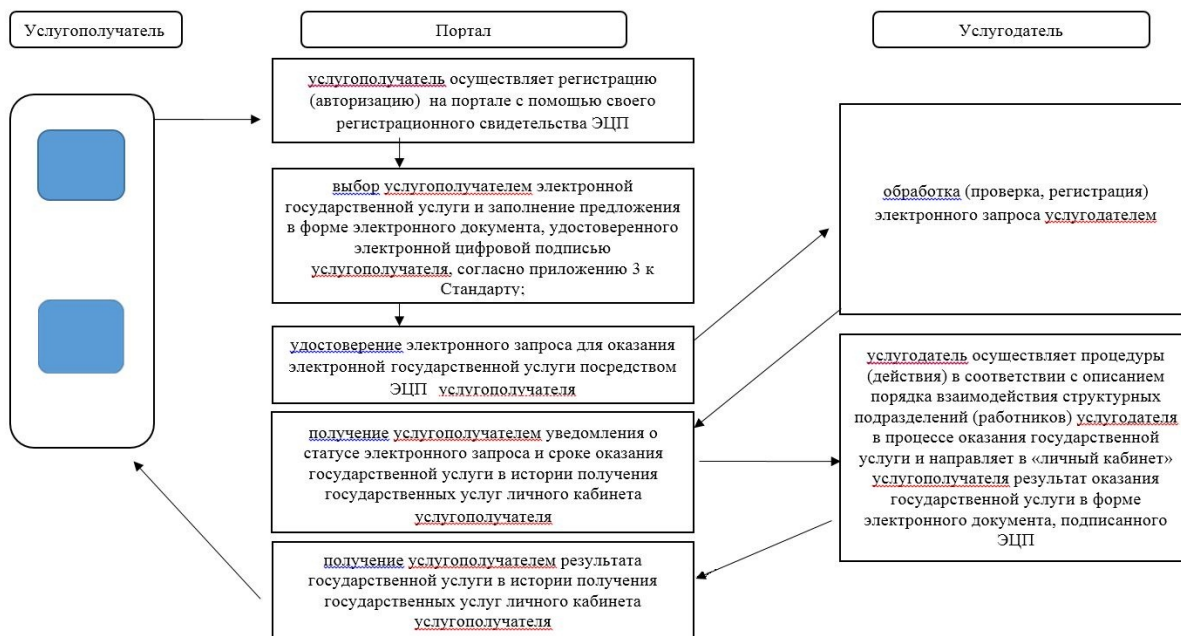 Услугополучатель
Портал
Услугодатель
услугополучатель осуществляет регистрацию
(авторизацию) на портале с помощью своего
регистрационного свидетельства ЭЦП
выбор услугополучателем электронной
государственной услуги и заполнение предложения
в форме электронного документа, удостоверенного
электронной цифровой подписью
услугополучателя, согласно приложению 3 к
Стандарту;
удостоверение электронного запроса для оказания
электронной государственной услуги посредством
ЭЦП услугополучателя
получение услугополучателем уведомления о
статусе электронного запроса и сроке оказания
государственной услуги в истории получения
государственных услуг личного кабинета
услугополучателя
получение услугополучателем результата
государственной услуги в истории получения
государственных услуг личного кабинета
услугополучателя
обработка (проверка, регистрация)
электронного запроса услугодателем
услугодатель осуществляет процедуры
(действия) в соответствии с описанием
порядка взаимодействия структурных
подразделений (работников) услугодателя
в процессе оказания государственной
услуги и направляет в «личный кабинет»
услугополучателя результат оказания
государственной услуги в форме
электронного документа, подписанного
ЭЦП